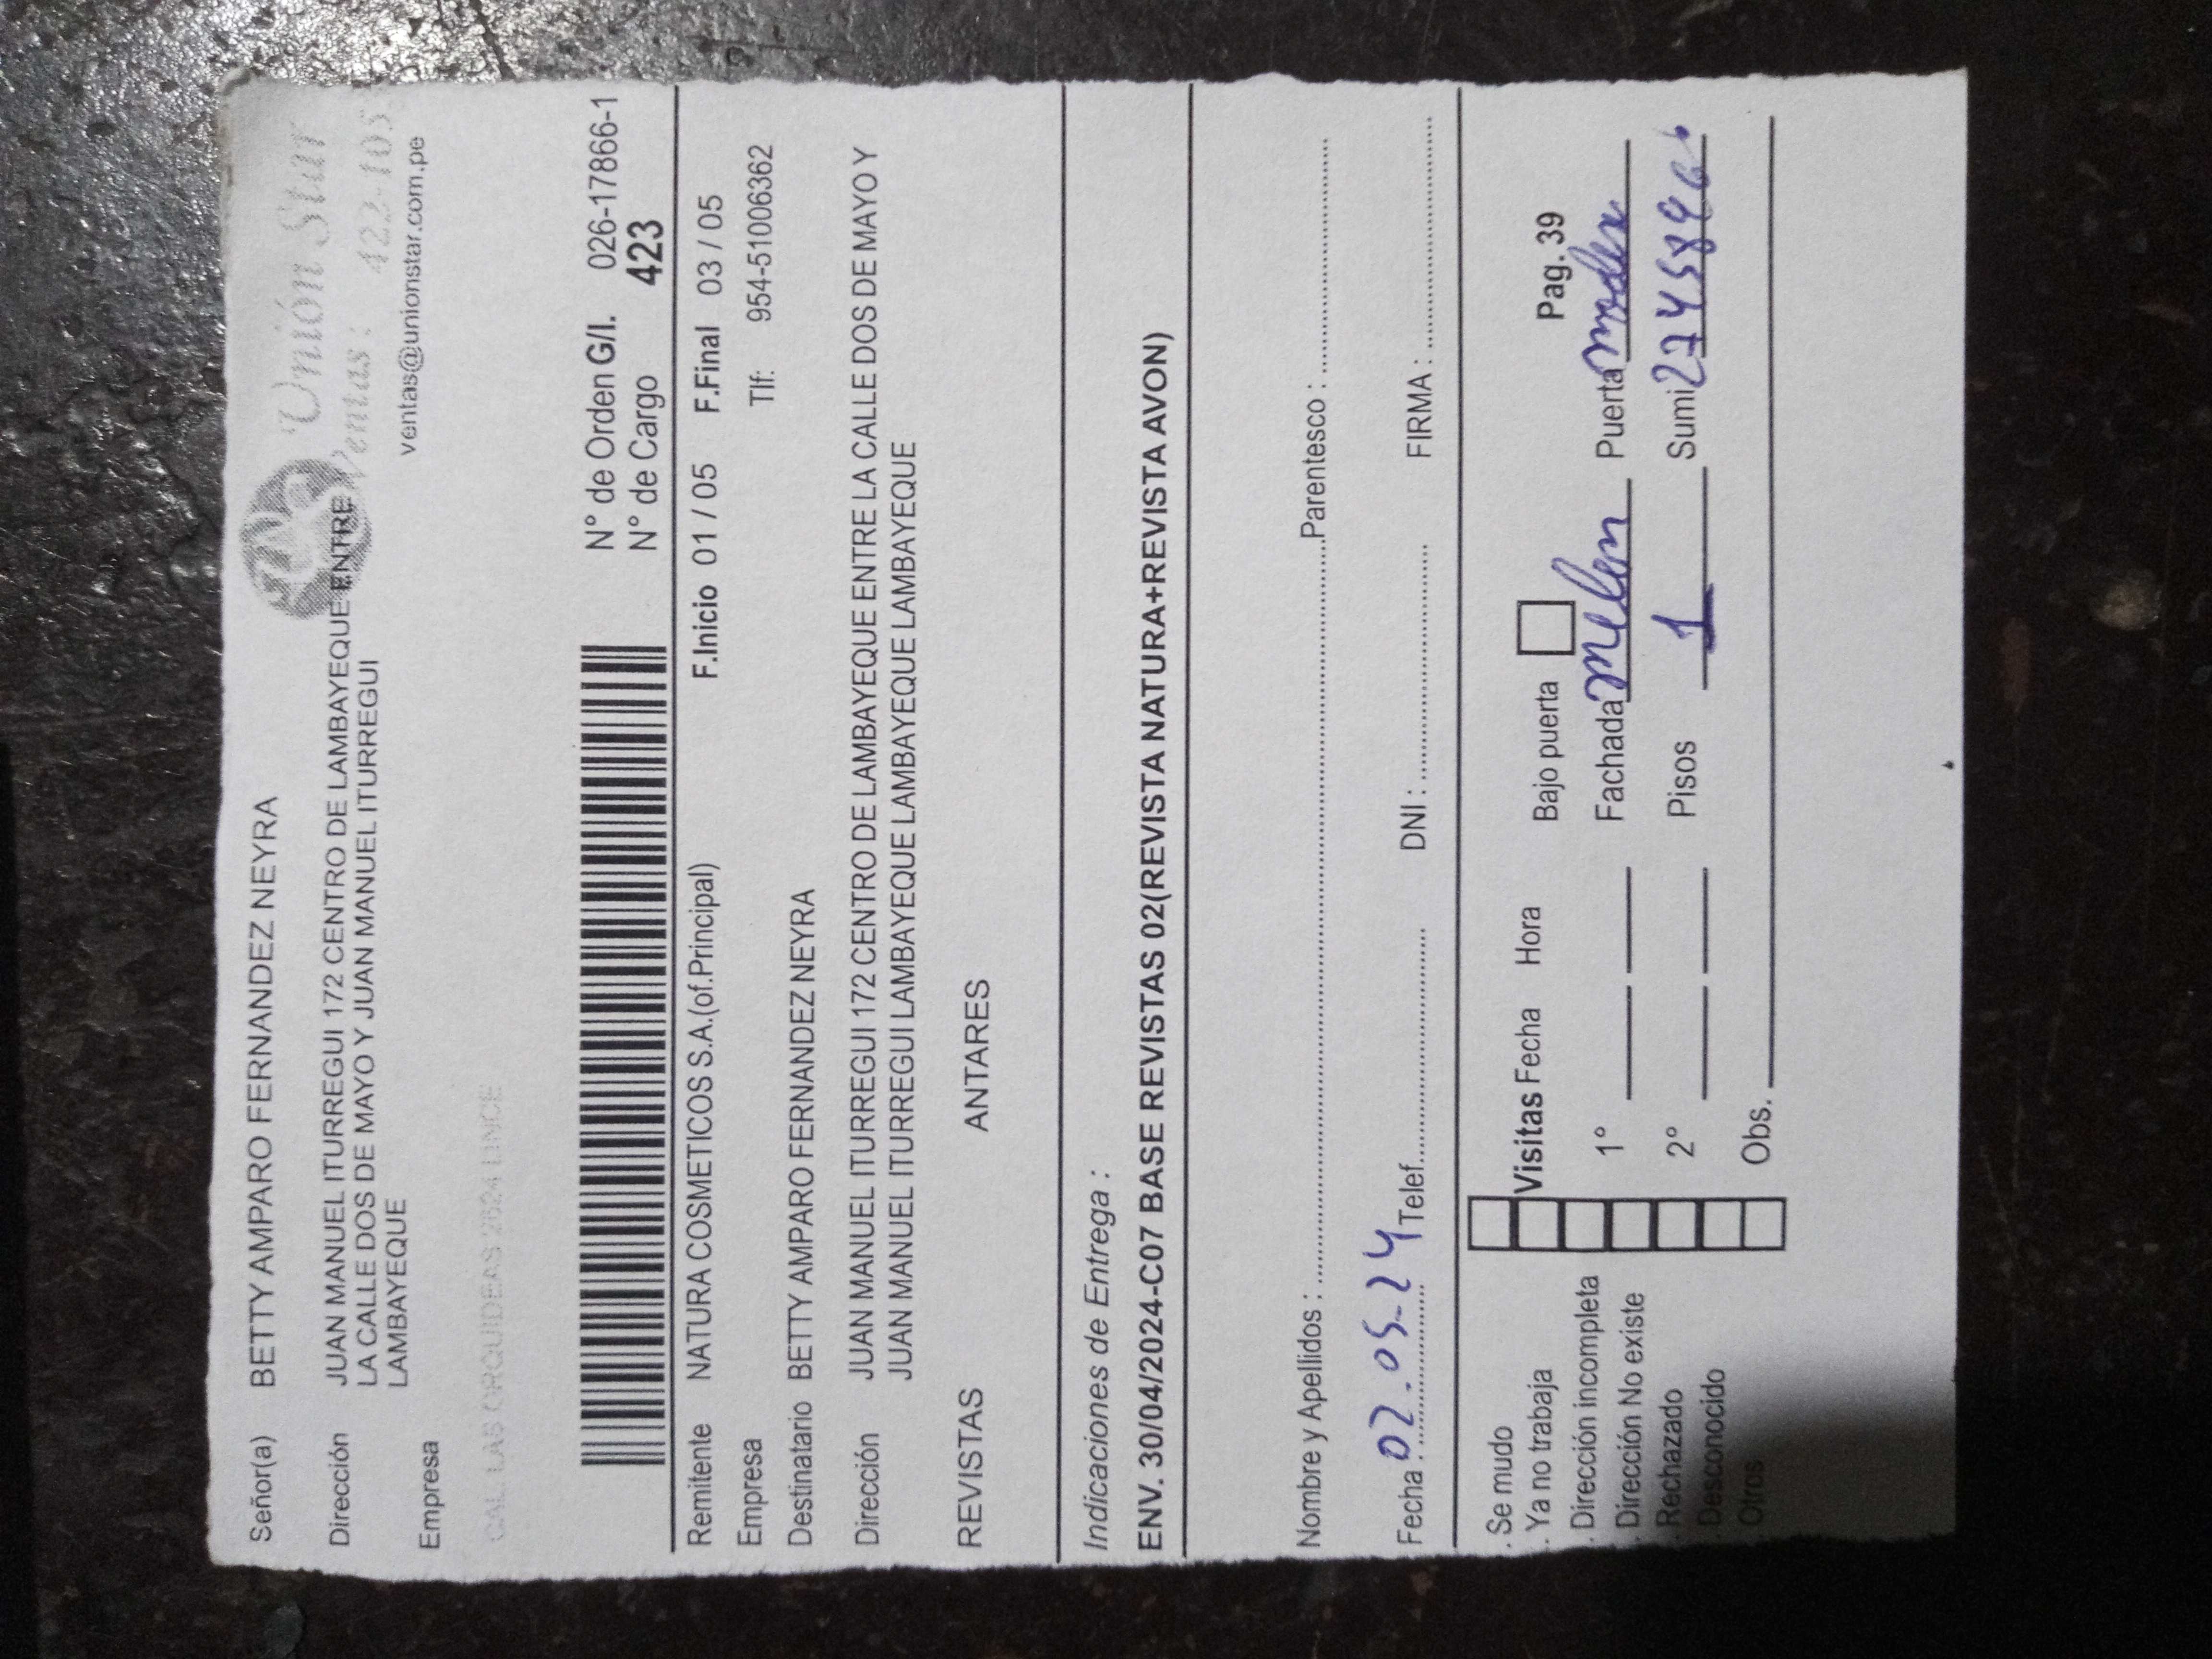 Señor(a) BETTY AMPARO FERNANDEZ NEYRA
Unión Star
Ventas : 422-105
Dirección JUAN MANUEL ITURREGUI 172 CENTRO DE LAMBAYEQUE ENTRE
LA CALLE DOS DE MAYO Y JUAN MANUEL ITURREGUI
LAMBAYEQUE
ventas@unionstar.com.pe
Empresa
CAL LAS ORQUIDEAS 2624 LINCE
N° de Orden G/I. 026-17866-1
N° de Cargo 423
Remitente NATURA COSMETICOS S.A.(of.Principal) F.Inicio 01 / 05 F.Final 03 / 05
Empresa Tlf: 954-51006362
Destinatario BETTY AMPARO FERNANDEZ NEYRA
Dirección JUAN MANUEL ITURREGUI 172 CENTRO DE LAMBAYEQUE ENTRE LA CALLE DOS DE MAYO Y
JUAN MANUEL ITURREGUI LAMBAYEQUE LAMBAYEQUE LAMBAYEQUE
REVISTAS ANTARES
Indicaciones de Entrega :
ENV. 30/04/2024-C07 BASE REVISTAS 02(REVISTA NATURA+REVISTA AVON)
Nombre y Apellidos : Parentesco :
Fecha : 02.05-24 Telef. DNI : FIRMA :
. Se mudo
. Ya no trabaja Visitas Fecha Hora Bajo puerta Pag. 39
. Dirección incompleta 1° Fachada Melon Puerta
. Dirección No existe
. Rechazado 2° Pisos 1 Sumi
. Desconocido
. Otros Obs.